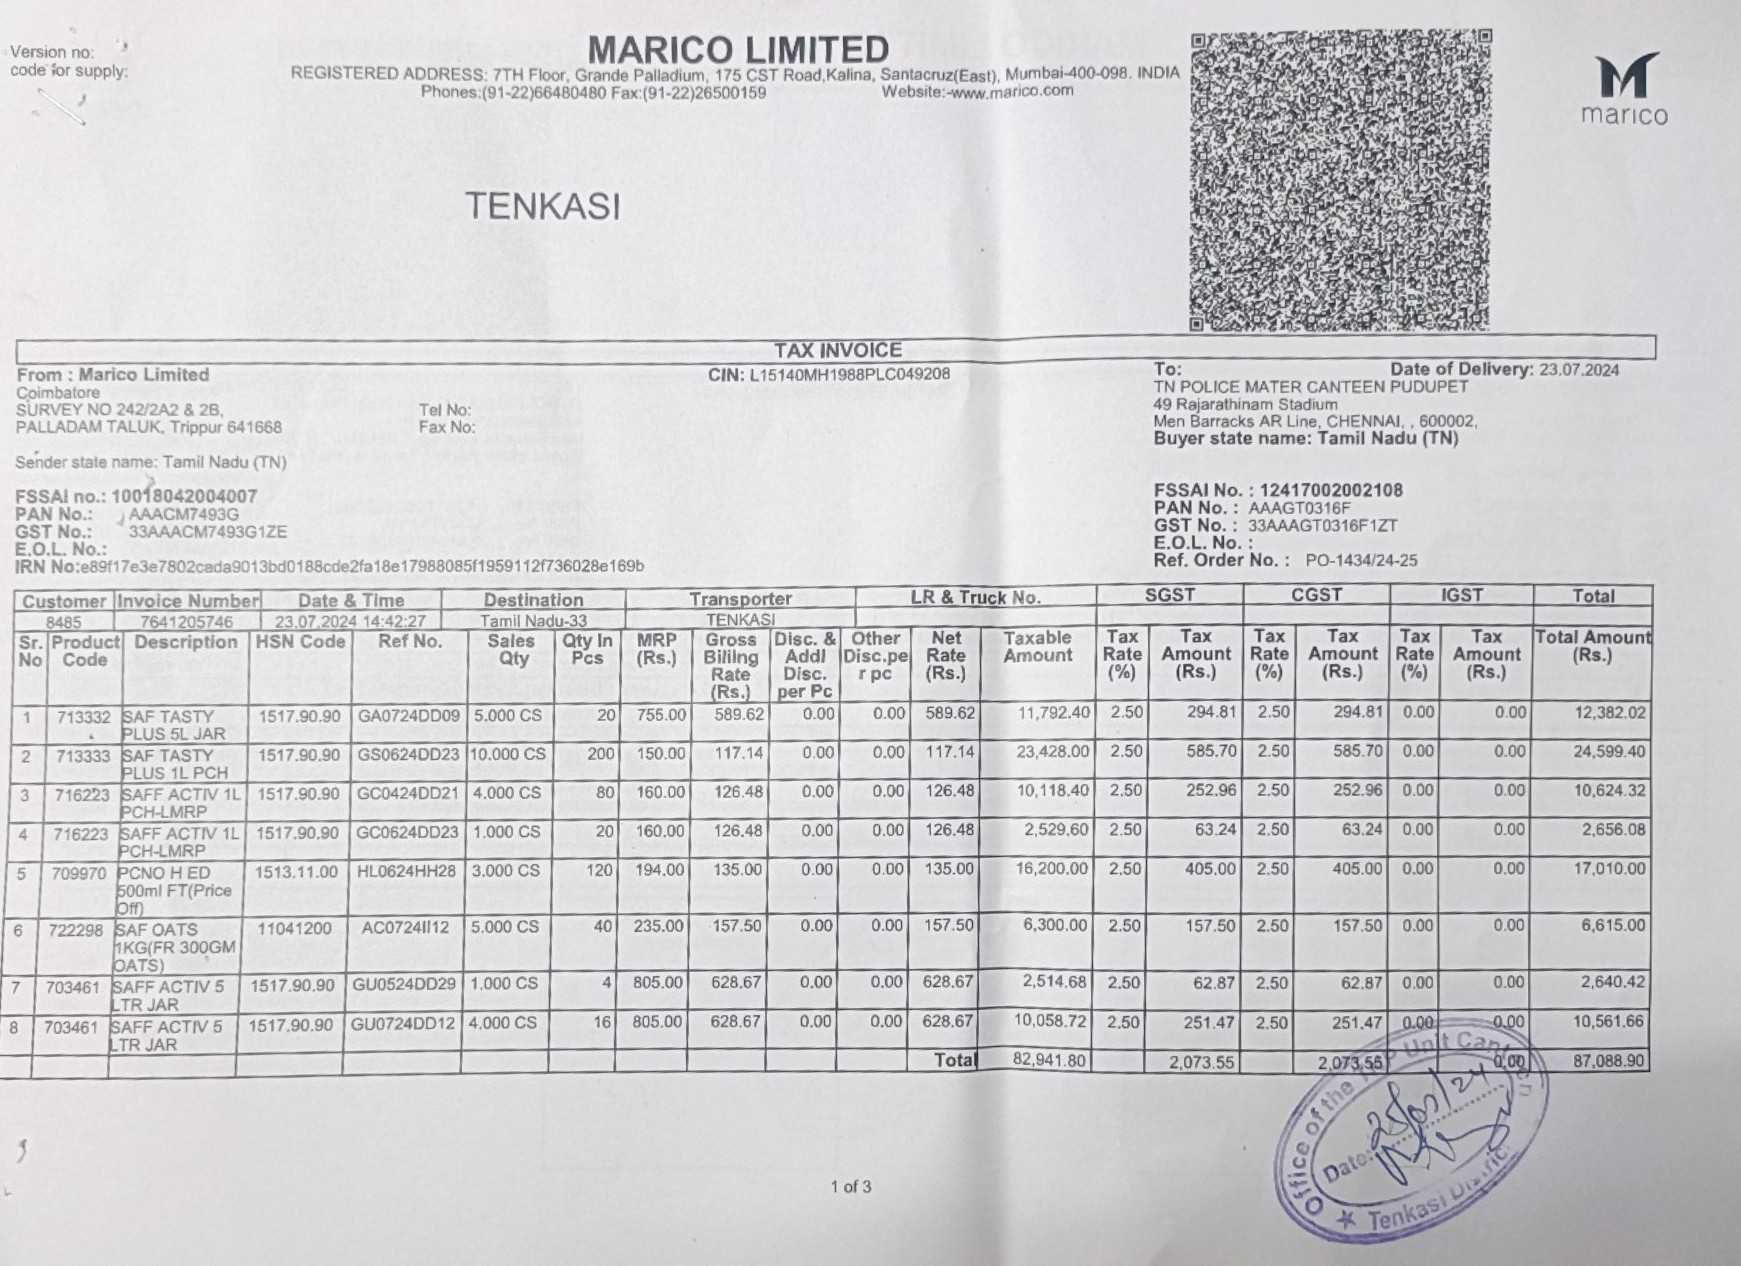 Version no:
code for supply:
MARICO LIMITED
REGISTERED ADDRESS: 7TH Floor, Grande Palladium, 175 CST Road,Kalina, Santacruz(East), Mumbai-400-098. INDIA
Phones:(91-22)66480480 Fax:(91-22)26500159 Website:-www.marico.com
marico
TENKASI
TAX INVOICE
From : Marico Limited
Coimbatore
SURVEY NO 242/2A2 & 2B,
PALLADAM TALUK, Trippur 641668
Sender state name: Tamil Nadu (TN)
FSSAI no.: 10018042004007
PAN No.: AAACM7493G
GST No.: 33AAACM7493G1ZE
E.O.L. No.:
IRN No:e89f17e3e7802cada9013bd0188cde2fa18e17988085f1959112f736028e169b
CIN: L15140MH1988PLC049208
Tel No:
Fax No:
To: Date of Delivery: 23.07.2024
TN POLICE MATER CANTEEN PUDUPET
49 Rajarathinam Stadium
Men Barracks AR Line, CHENNAI, , 600002,
Buyer state name: Tamil Nadu (TN)
FSSAI No. : 12417002002108
PAN No. : AAAGT0316F
GST No. : 33AAAGT0316F1ZT
E.O.L. No. :
Ref. Order No. : PO-1434/24-25
Customer Invoice Number Date & Time Destination Transporter LR & Truck No. SGST CGST IGST Total
8485 7641205746 23.07.2024 14:42:27 Tamil Nadu-33 TENKASI
Sr. No Product Code Description HSN Code Ref No. Sales Qty Qty In Pcs MRP (Rs.) Gross Biliing Rate (Rs.) Disc. & Addl Disc. per Pc Other Disc.pe r pc Net Rate (Rs.) Taxable Amount Tax Rate (%) Tax Amount (Rs.) Tax Rate (%) Tax Amount (Rs.) Tax Rate (%) Tax Amount (Rs.) Total Amount (Rs.)
1 713332 SAF TASTY PLUS 5L JAR 1517.90.90 GA0724DD09 5.000 CS 20 755.00 589.62 0.00 0.00 589.62 11,792.40 2.50 294.81 2.50 294.81 0.00 0.00 12,382.02
2 713333 SAF TASTY PLUS 1L PCH 1517.90.90 GS0624DD23 10.000 CS 200 150.00 117.14 0.00 0.00 117.14 23,428.00 2.50 585.70 2.50 585.70 0.00 0.00 24,599.40
3 716223 SAFF ACTIV 1L PCH-LMRP 1517.90.90 GC0424DD21 4.000 CS 80 160.00 126.48 0.00 0.00 126.48 10,118.40 2.50 252.96 2.50 252.96 0.00 0.00 10,624.32
4 716223 SAFF ACTIV 1L PCH-LMRP 1517.90.90 GC0624DD23 1.000 CS 20 160.00 126.48 0.00 0.00 126.48 2,529.60 2.50 63.24 2.50 63.24 0.00 0.00 2,656.08
5 709970 PCNO H ED 500ml FT(Price Off) 1513.11.00 HL0624HH28 3.000 CS 120 194.00 135.00 0.00 0.00 135.00 16,200.00 2.50 405.00 2.50 405.00 0.00 0.00 17,010.00
6 722298 SAF OATS 1KG(FR 300GM OATS) 11041200 AC0724II12 5.000 CS 40 235.00 157.50 0.00 0.00 157.50 6,300.00 2.50 157.50 2.50 157.50 0.00 0.00 6,615.00
7 703461 SAFF ACTIV 5 LTR JAR 1517.90.90 GU0524DD29 1.000 CS 4 805.00 628.67 0.00 0.00 628.67 2,514.68 2.50 62.87 2.50 62.87 0.00 0.00 2,640.42
8 703461 SAFF ACTIV 5 LTR JAR 1517.90.90 GU0724DD12 4.000 CS 16 805.00 628.67 0.00 0.00 628.67 10,058.72 2.50 251.47 2.50 251.47 0.00 0.00 10,561.66
Total 82,941.80 2,073.55 2,073.55 0.00 87,088.90
Office of the Unit Canteen
Date:
Tenkasi District
1 of 3